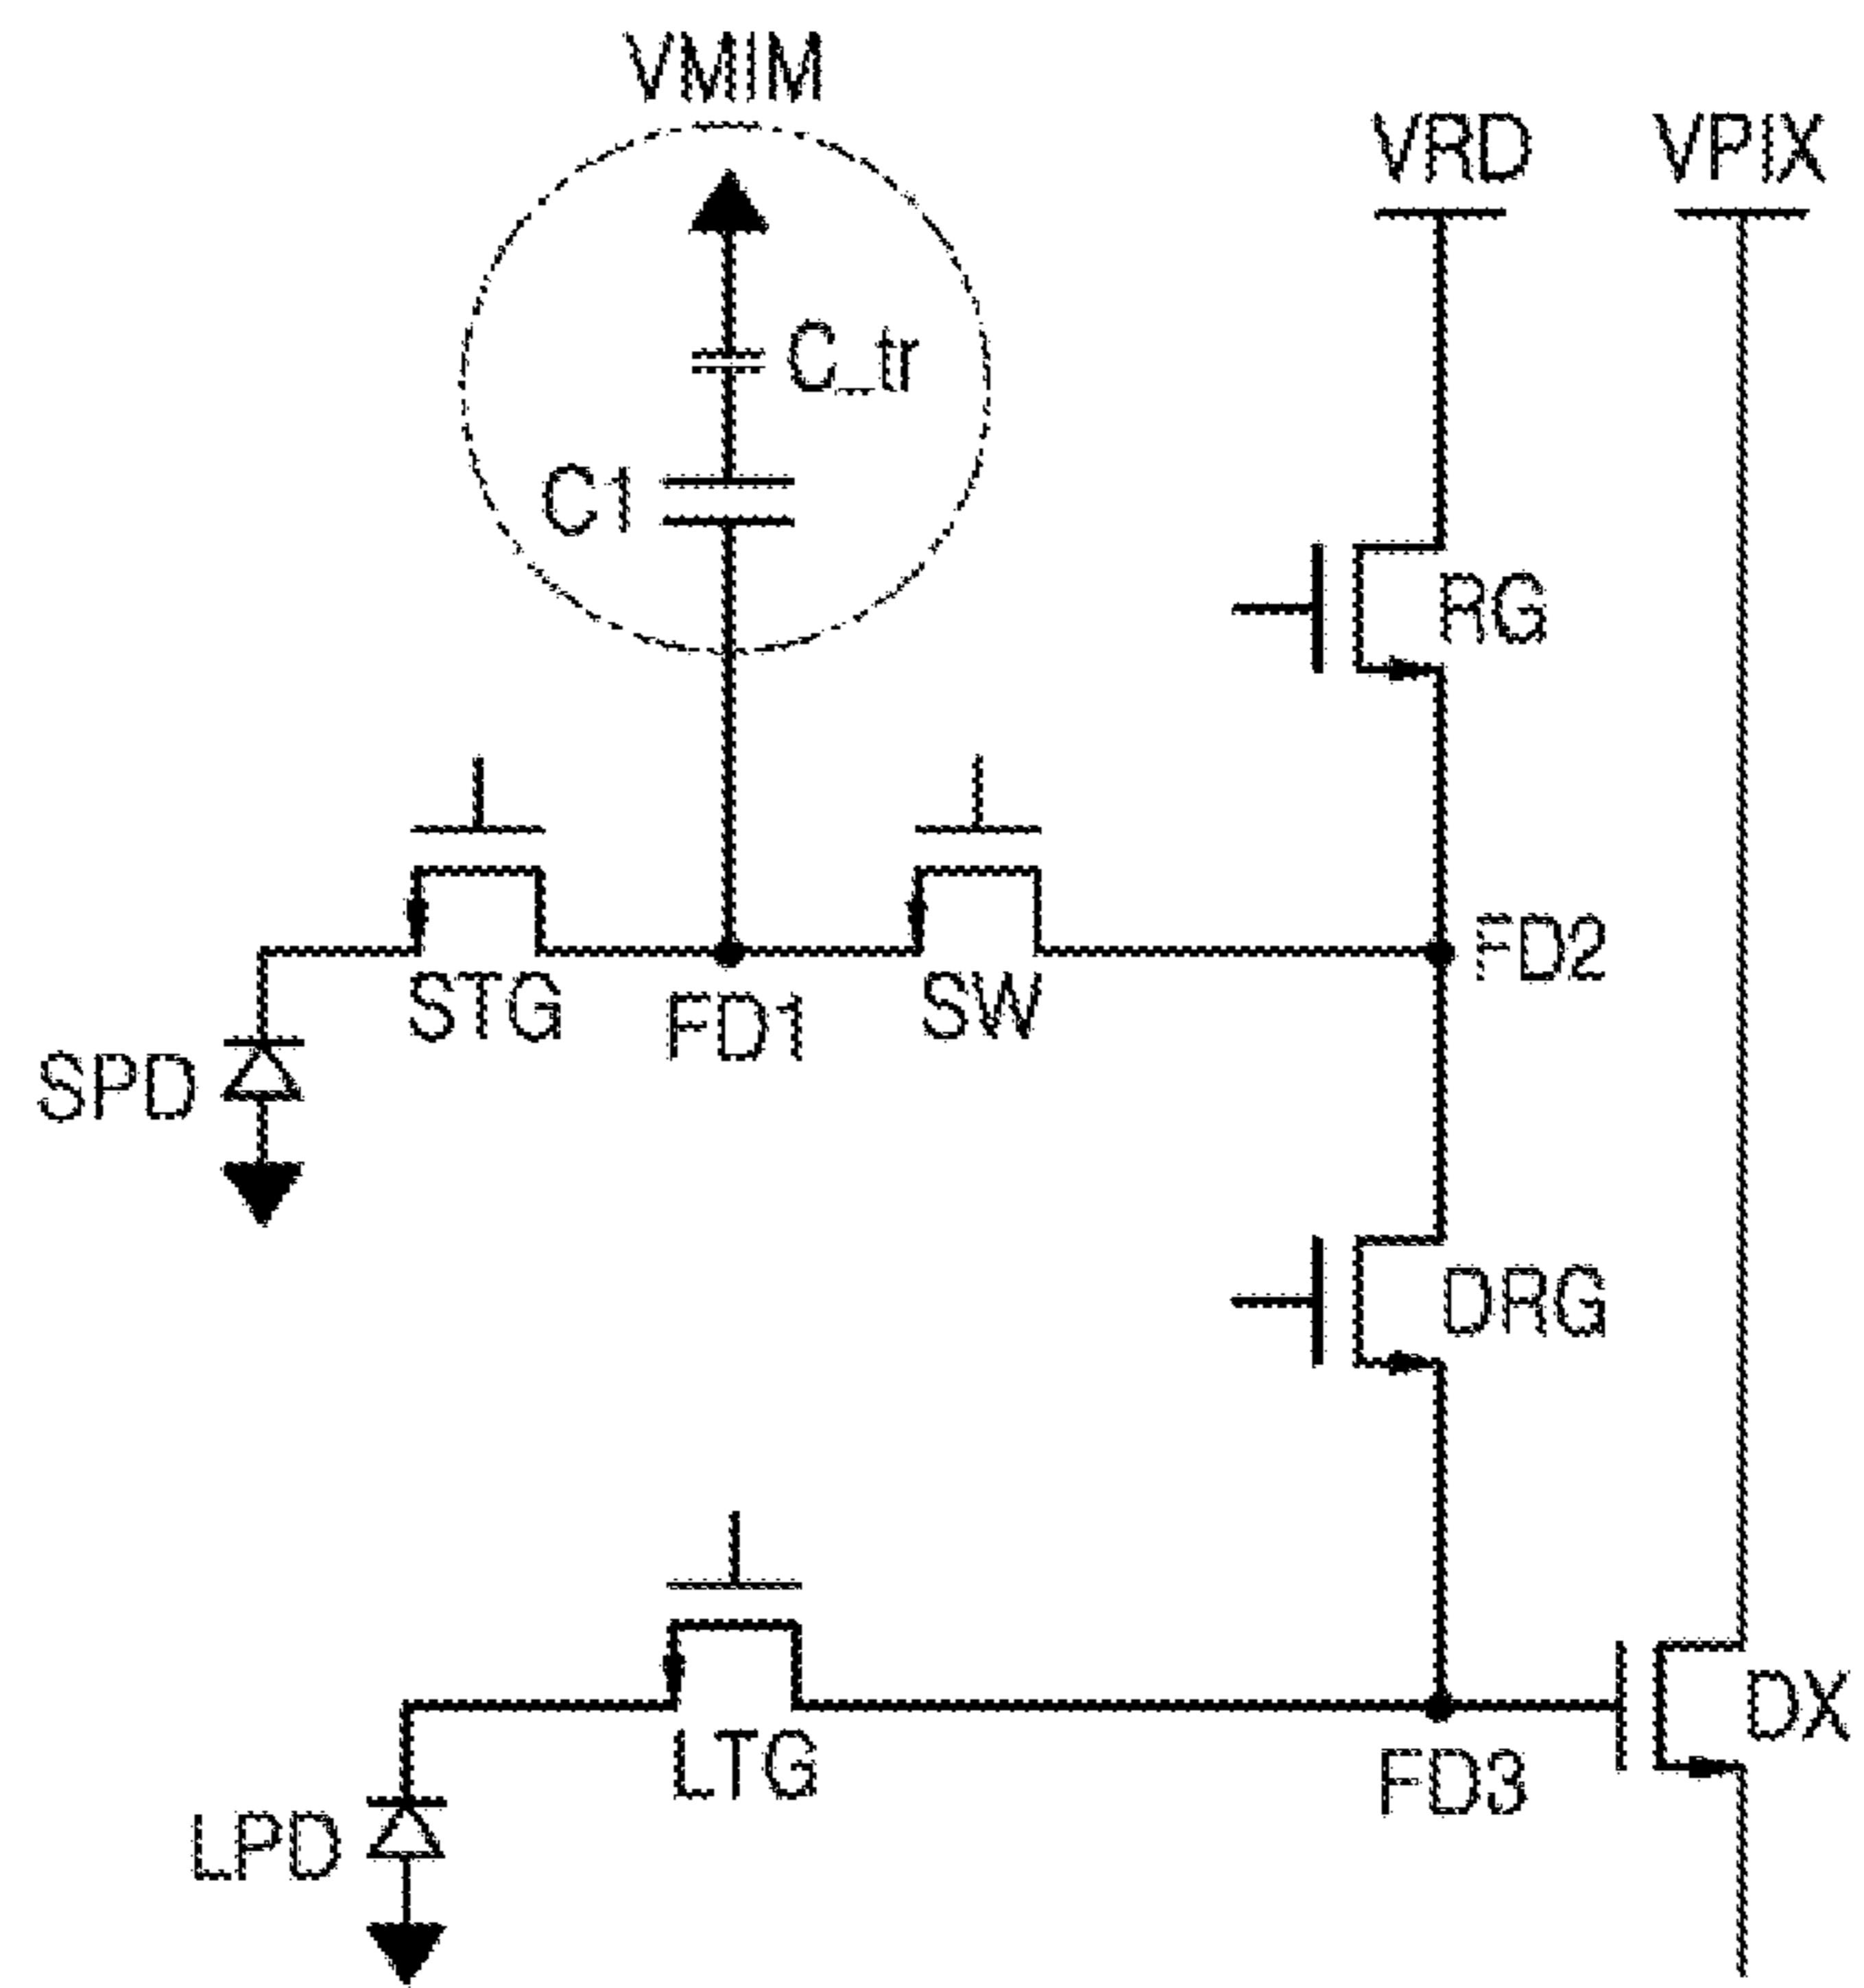 VMIM
VRD
VPIX
C_tr
C1
RG
STG
FD1
SW
FD2
SPD
DRG
LTG
FD3
DX
LPD